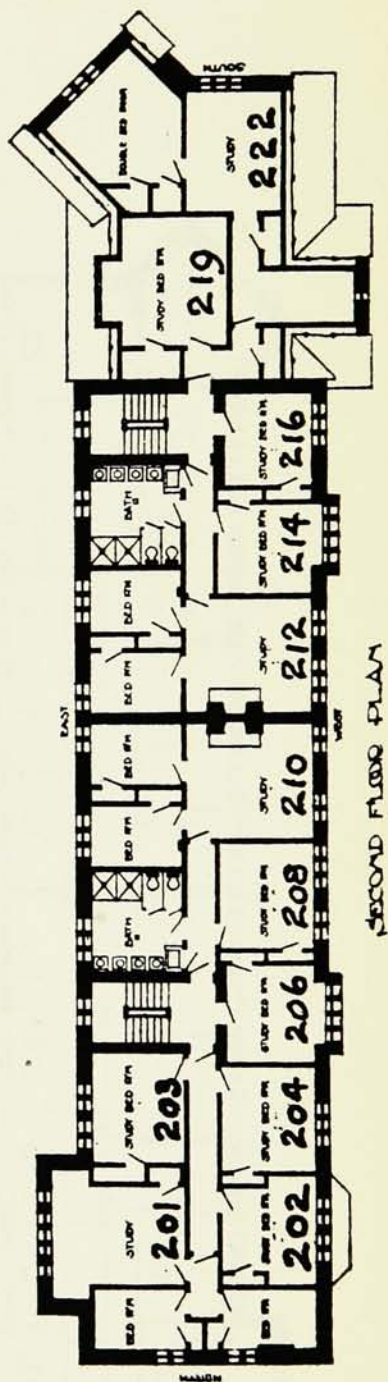 SOUTH
DOUBLE BED ROOM
STUDY
222
STUDY BED RM
219
STUDY BED RM
216
STUDY BED RM
214
BATH
BED RM
BED RM
STUDY
212
EAST
WEST
BED RM
BED RM
STUDY
210
BATH
STUDY BED RM
208
STUDY BED RM
206
STUDY BED RM
203
STUDY BED RM
204
STUDY
201
STUDY BED RM
202
BED RM
BED RM
NORTH
SECOND FLOOR PLAN